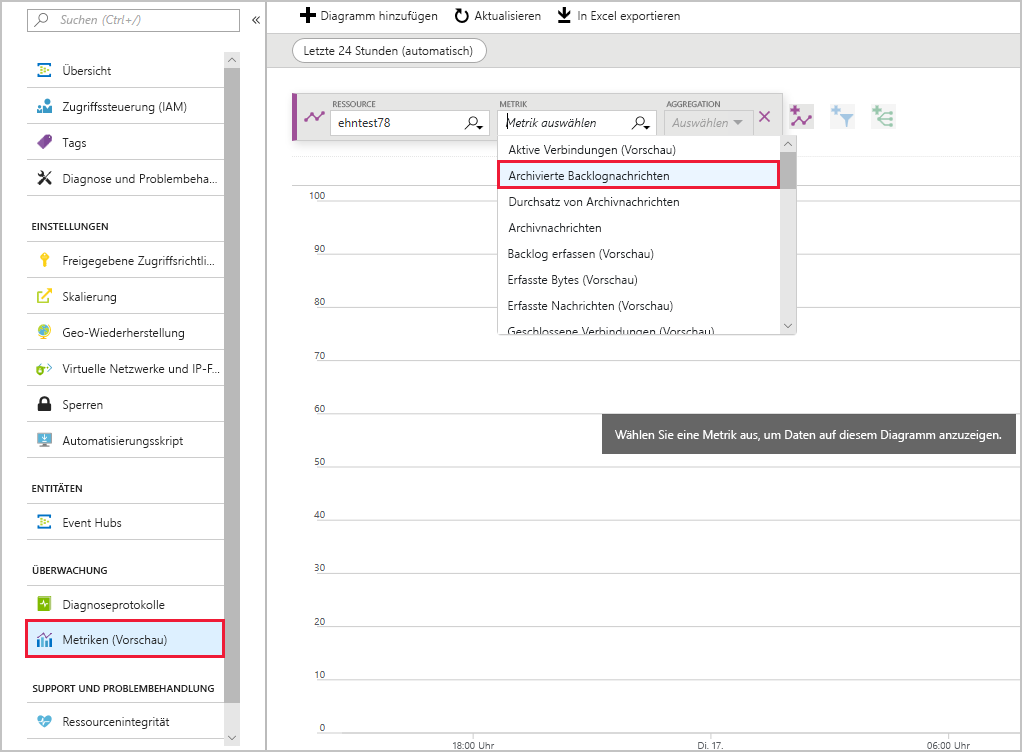 Suchen (Ctrl+/)
«
Übersicht
Zugriffssteuerung (IAM)
Tags
Diagnose und Problembeha...
EINSTELLUNGEN
Freigegebene Zugriffsrichtli...
Skalierung
Geo-Wiederherstellung
Virtuelle Netzwerke und IP-F...
Sperren
Automatisierungsskript
ENTITÄTEN
Event Hubs
ÜBERWACHUNG
Diagnoseprotokolle
Metriken (Vorschau)
SUPPORT UND PROBLEMBEHANDLUNG
Ressourcenintegrität
Diagramm hinzufügen Aktualisieren In Excel exportieren
Letzte 24 Stunden (automatisch)
RESSOURCE METRIK AGGREGATION
ehntest78 Metrik auswählen Auswählen
Aktive Verbindungen (Vorschau)
Archivierte Backlognachrichten
Durchsatz von Archivnachrichten
Archivnachrichten
Backlog erfassen (Vorschau)
Erfasste Bytes (Vorschau)
Erfasste Nachrichten (Vorschau)
Geschlossene Verbindungen (Vorschau)
100
90
80
70
60
Wählen Sie eine Metrik aus, um Daten auf diesem Diagramm anzuzeigen.
50
40
30
20
10
0
18:00 Uhr Di. 17. 06:00 Uhr